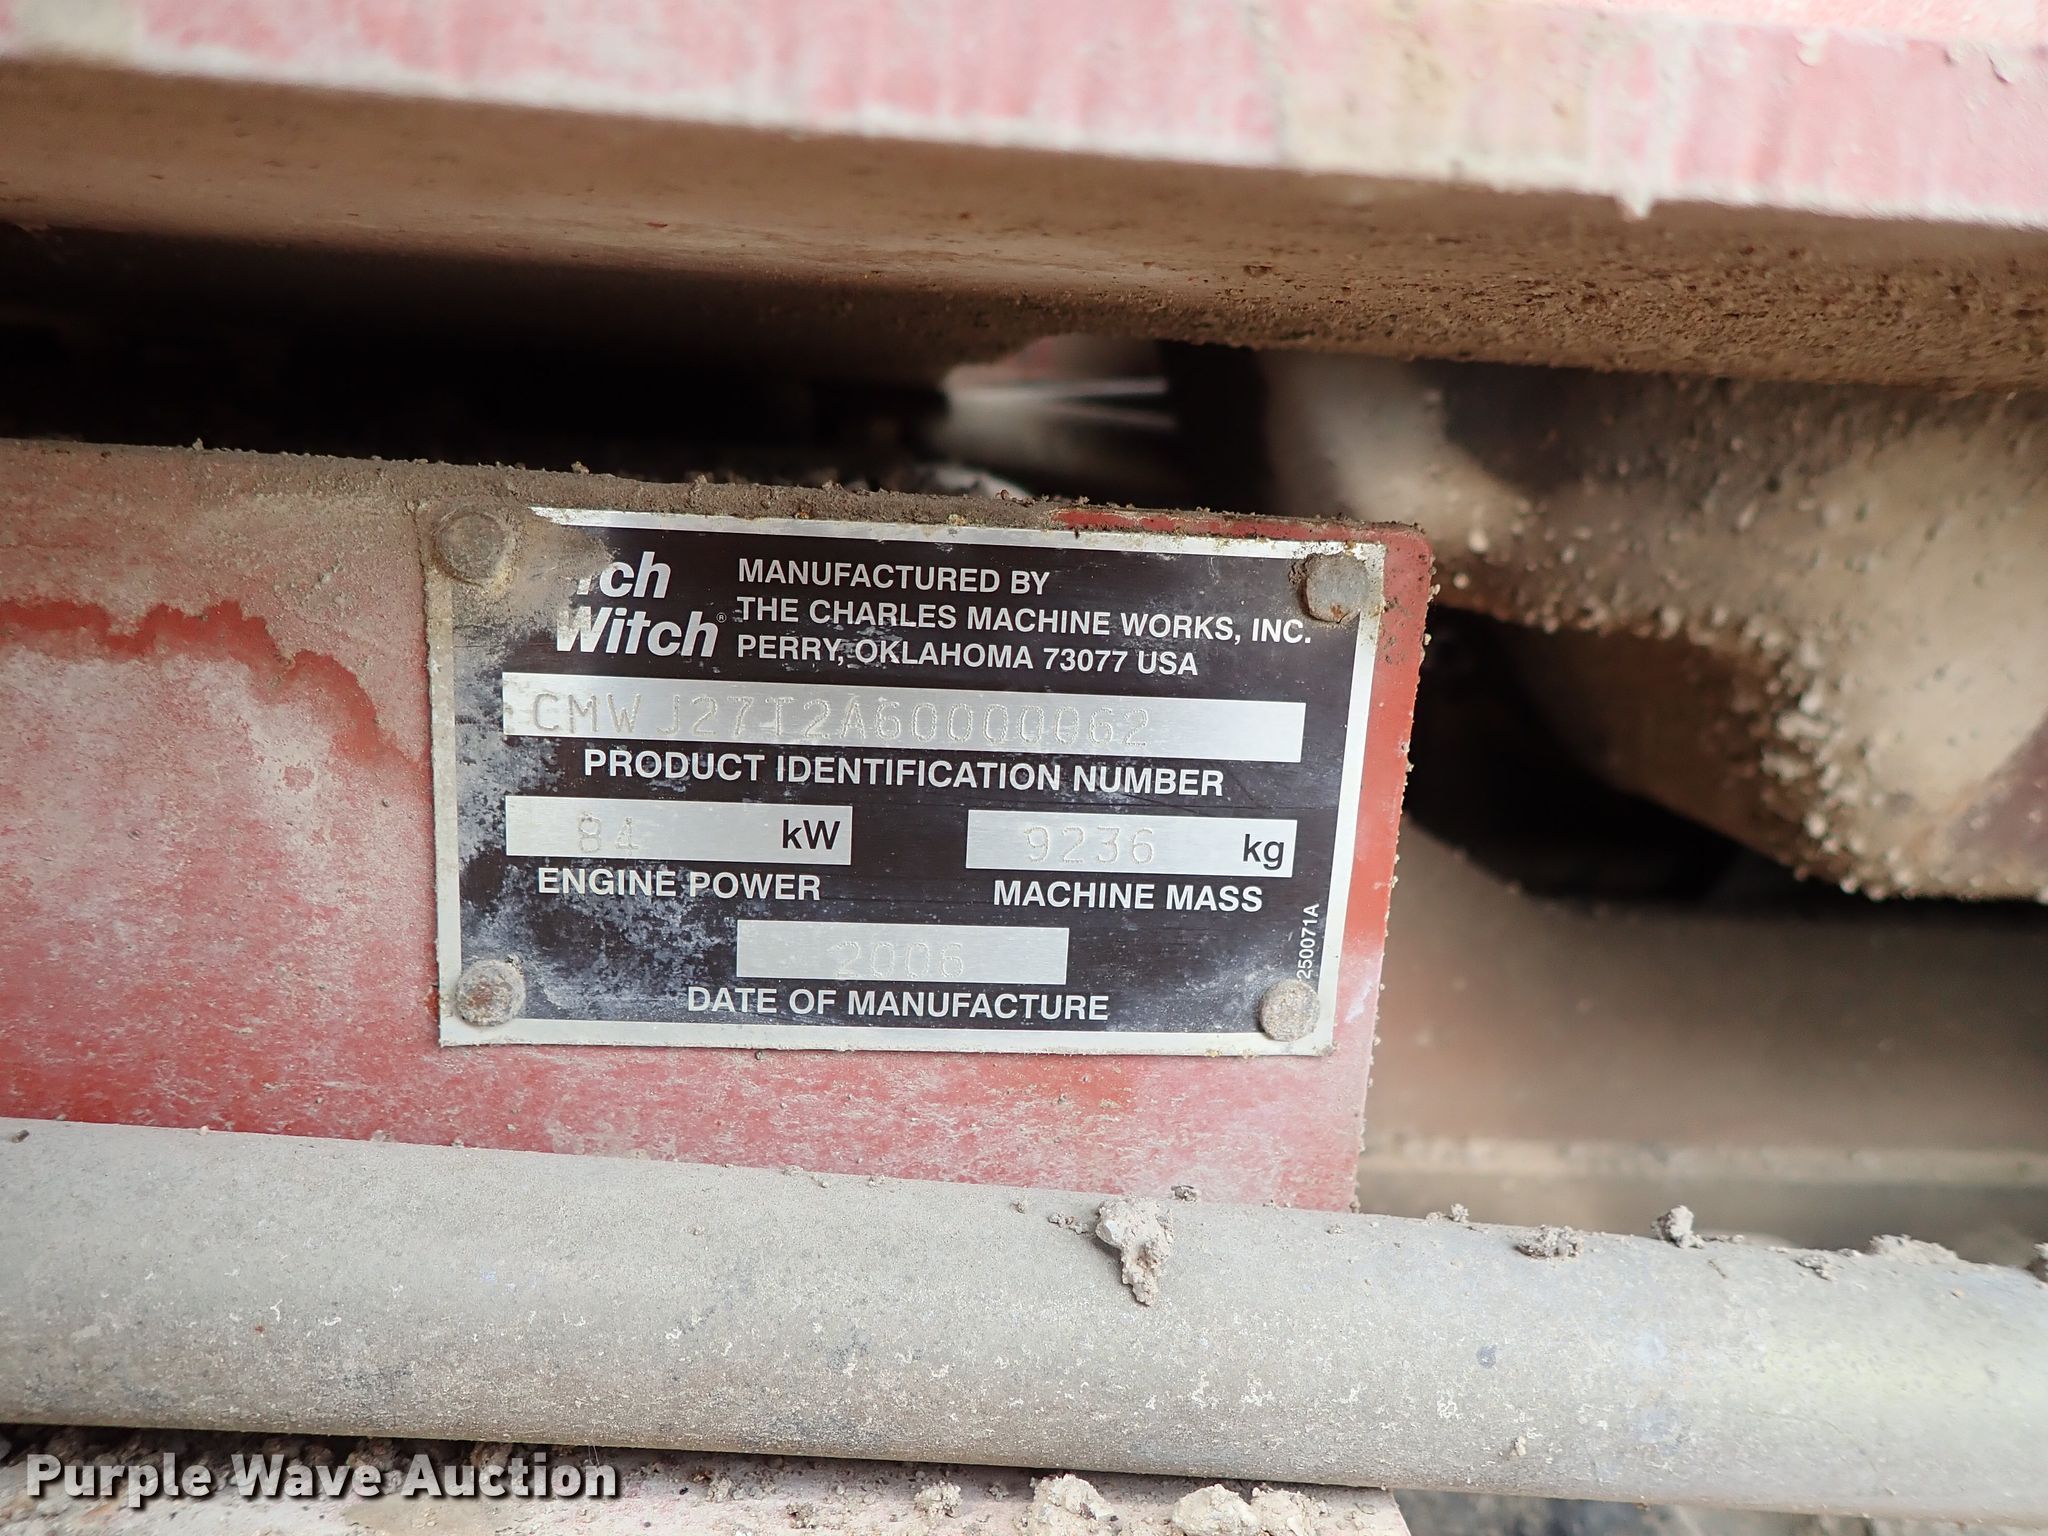 itch
Witch®
MANUFACTURED BY
THE CHARLES MACHINE WORKS, INC.
PERRY, OKLAHOMA 73077 USA
CMWJ27T2A60000062
PRODUCT IDENTIFICATION NUMBER
84 kW
ENGINE POWER
9236 kg
MACHINE MASS
2006
DATE OF MANUFACTURE
250071A
Purple Wave Auction